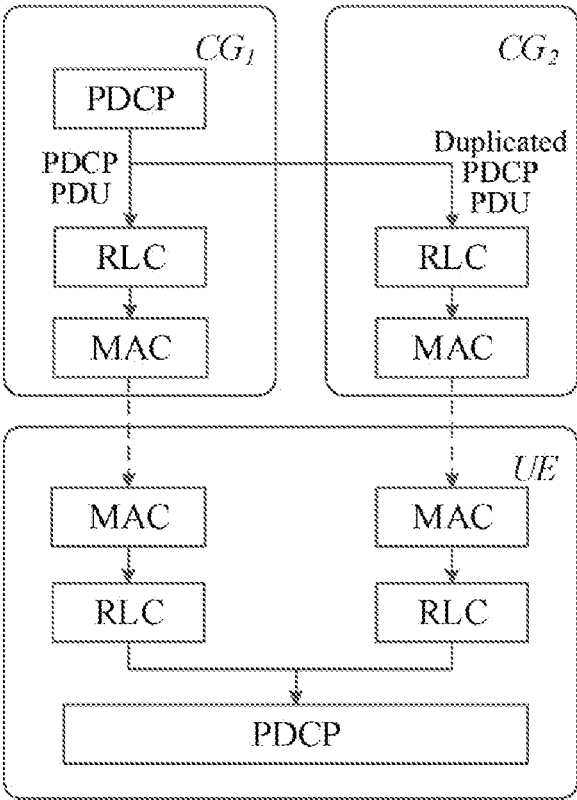 CG1
PDCP
PDCP
PDU
RLC
MAC
CG2
Duplicated
PDCP
PDU
RLC
MAC
UE
MAC
MAC
RLC
RLC
PDCP